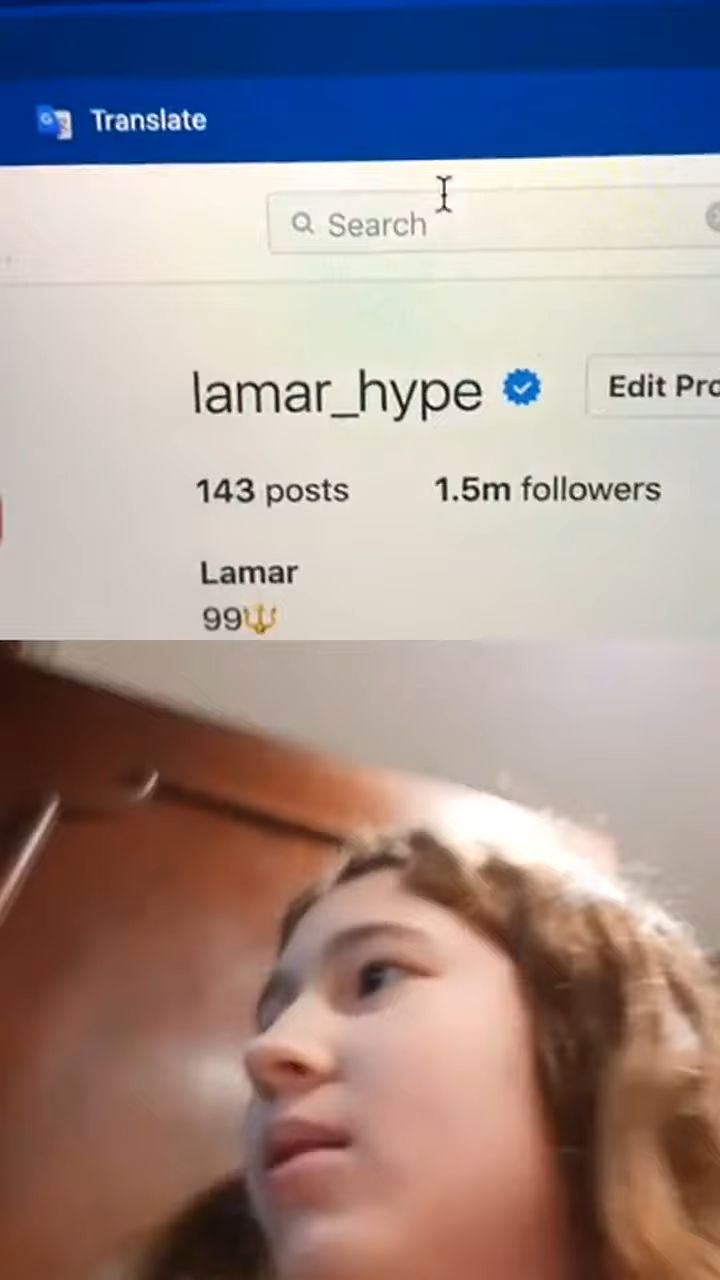 Translate
Search
lamar_hype
Edit Pro
143 posts 1.5m followers
Lamar
99🔱